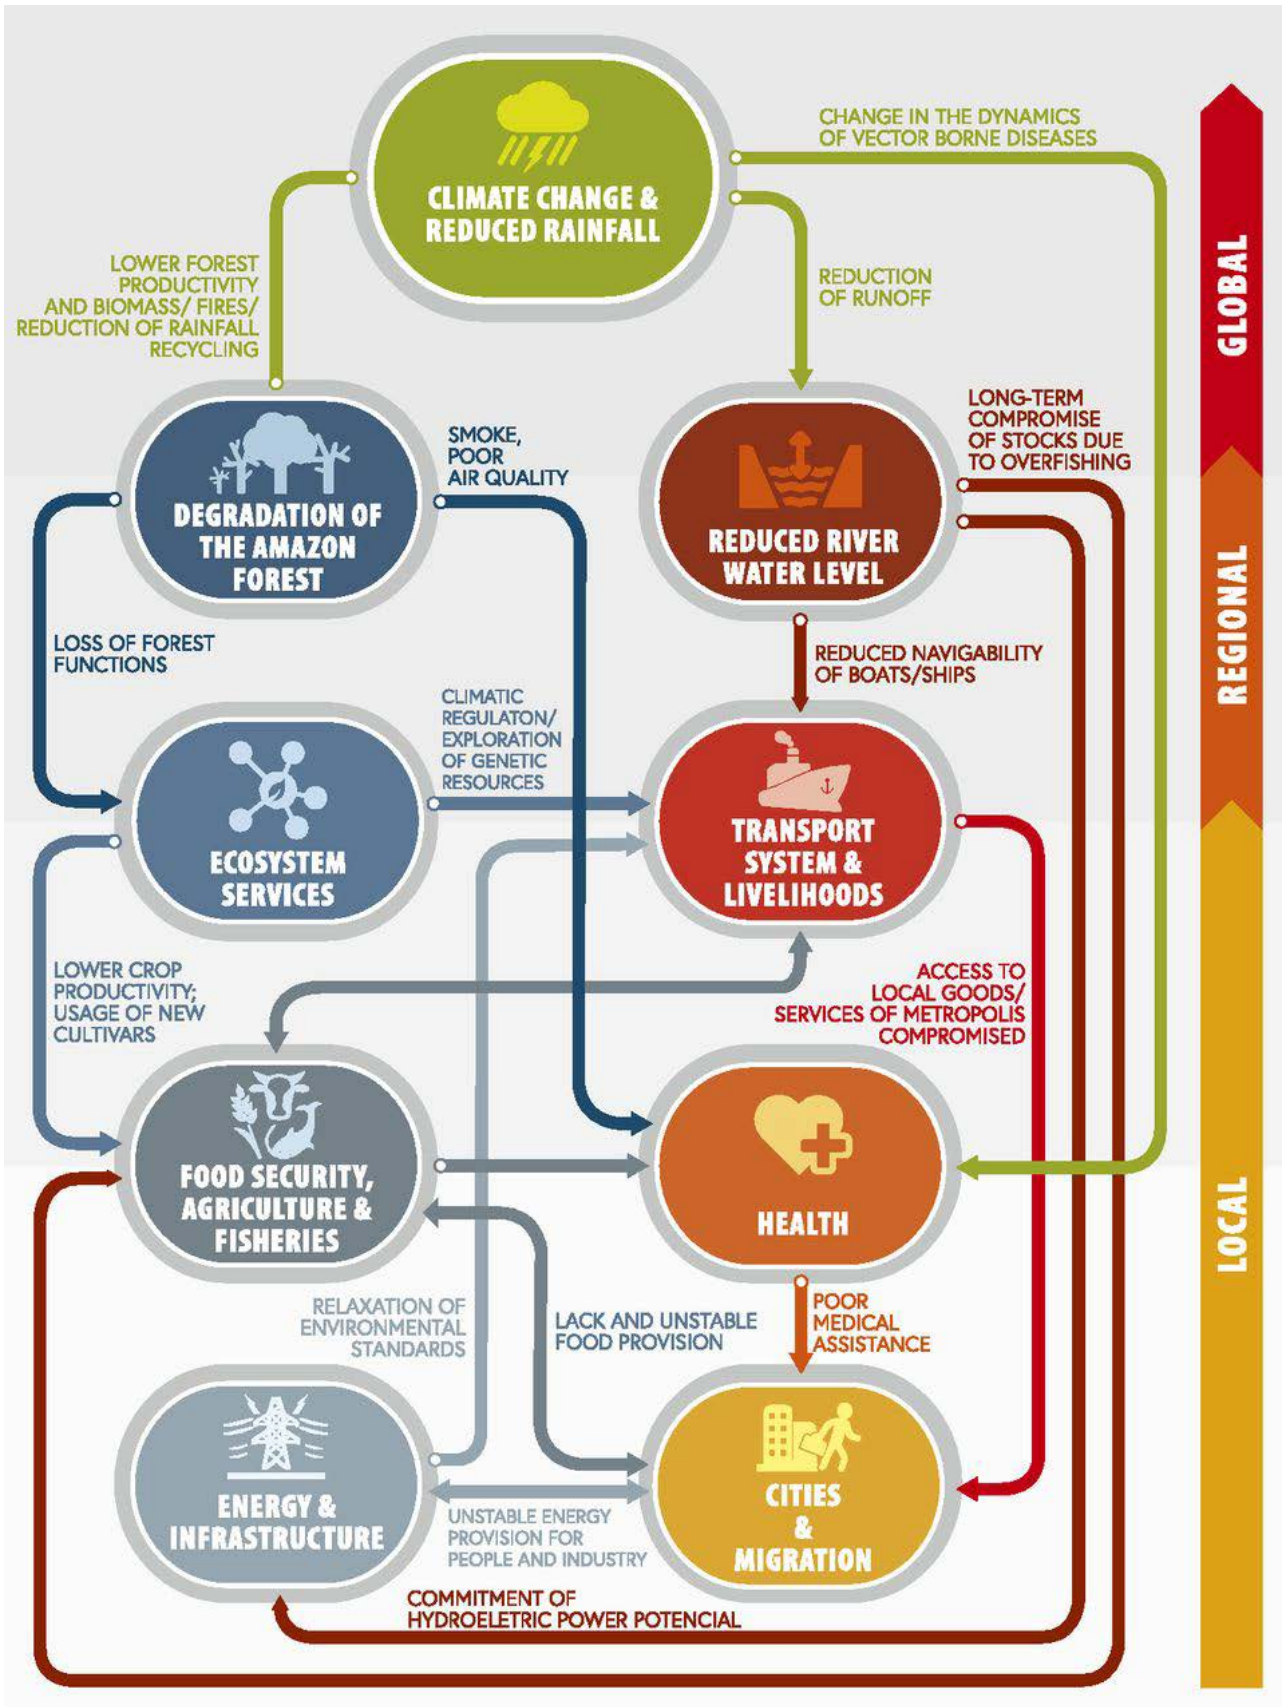 CHANGE IN THE DYNAMICS
OF VECTOR BORNE DISEASES
CLIMATE CHANGE &
REDUCED RAINFALL
LOWER FOREST
PRODUCTIVITY
AND BIOMASS/ FIRES/
REDUCTION OF RAINFALL
RECYCLING
REDUCTION
OF RUNOFF
GLOBAL
LONG-TERM
COMPROMISE
OF STOCKS DUE
TO OVERFISHING
SMOKE,
POOR
AIR QUALITY
DEGRADATION OF
THE AMAZON
FOREST
REDUCED RIVER
WATER LEVEL
REGIONAL
LOSS OF FOREST
FUNCTIONS
REDUCED NAVIGABILITY
OF BOATS/SHIPS
CLIMATIC
REGULATON/
EXPLORATION
OF GENETIC
RESOURCES
ECOSYSTEM
SERVICES
TRANSPORT
SYSTEM &
LIVELIHOODS
LOWER CROP
PRODUCTIVITY;
USAGE OF NEW
CULTIVARS
ACCESS TO
LOCAL GOODS/
SERVICES OF METROPOLIS
COMPROMISED
FOOD SECURITY,
AGRICULTURE &
FISHERIES
HEALTH
LOCAL
RELAXATION OF
ENVIRONMENTAL
STANDARDS
LACK AND UNSTABLE
FOOD PROVISION
POOR
MEDICAL
ASSISTANCE
ENERGY &
INFRASTRUCTURE
CITIES
&
MIGRATION
UNSTABLE ENERGY
PROVISION FOR
PEOPLE AND INDUSTRY
COMMITMENT OF
HYDROELETRIC POWER POTENCIAL